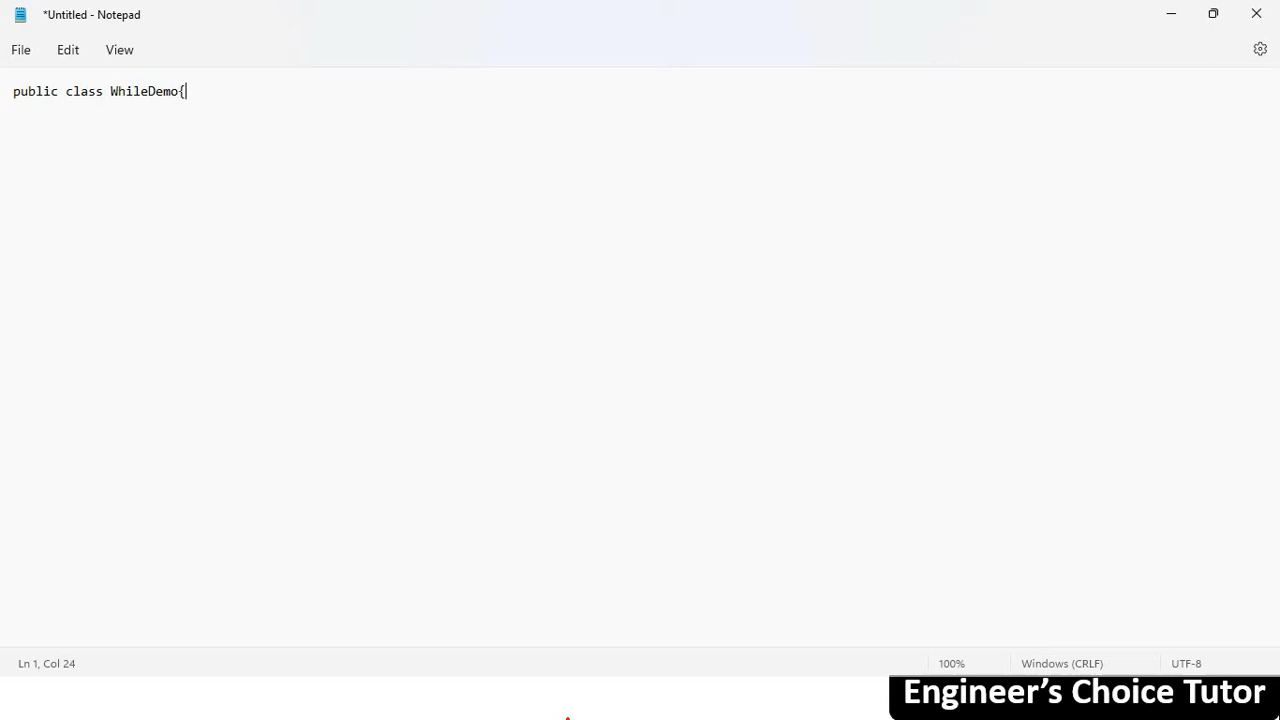 *Untitled - Notepad
File Edit View
public class WhileDemo{
Ln 1, Col 24 100% Windows (CRLF) UTF-8
Engineer’s Choice Tutor